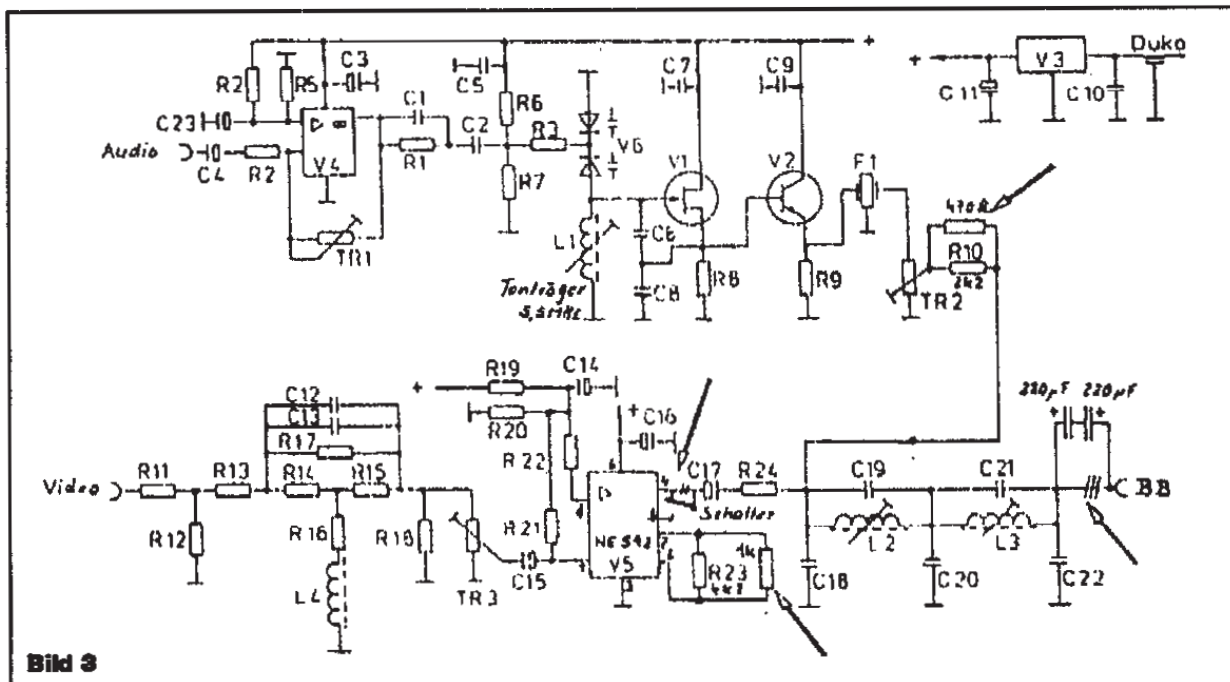 C3
R2
R5
C23
C5
C7
C9
+
+
V3
Duko
C11
C10
C1
R6
Audio
C4
R2
V4
R1
C2
R3
V6
V1
V2
F1
470Ω
R7
TR1
L1
C6
C8
R8
R9
TR2
R10
2k2
Tonträger
5,5MHz
R19
C14
+
R20
+
C16
220µF
220µF
+
+
C12
C13
R17
R22
Video
R11
R13
R14
R15
C17
R24
C19
C21
BB
Schalter
R12
R16
R18
R21
NE592
V5
R23
4k7
1k
L2
L3
L4
TR3
C15
C18
C20
C22
Bild 3